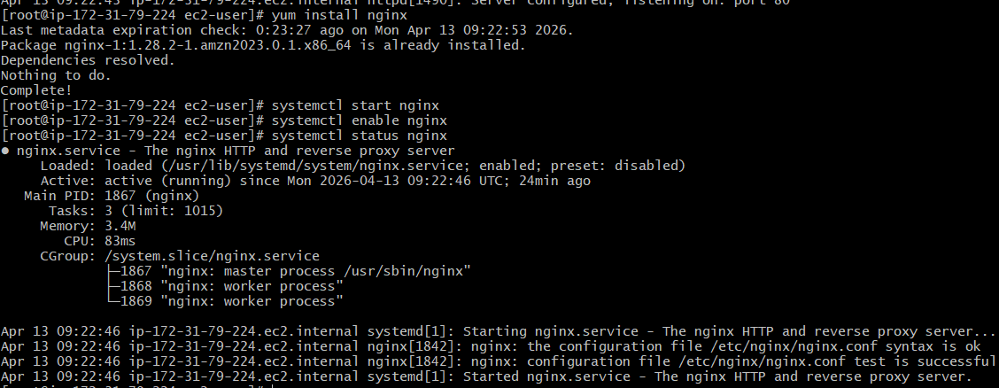 Apr 13 09:22:45 ip-172-31-79-224.ec2.internal httpd[1490]: Server configured, listening on: port 80
[root@ip-172-31-79-224 ec2-user]# yum install nginx
Last metadata expiration check: 0:23:27 ago on Mon Apr 13 09:22:53 2026.
Package nginx-1:1.28.2-1.amzn2023.0.1.x86_64 is already installed.
Dependencies resolved.
Nothing to do.
Complete!
[root@ip-172-31-79-224 ec2-user]# systemctl start nginx
[root@ip-172-31-79-224 ec2-user]# systemctl enable nginx
[root@ip-172-31-79-224 ec2-user]# systemctl status nginx
● nginx.service - The nginx HTTP and reverse proxy server
     Loaded: loaded (/usr/lib/systemd/system/nginx.service; enabled; preset: disabled)
     Active: active (running) since Mon 2026-04-13 09:22:46 UTC; 24min ago
   Main PID: 1867 (nginx)
      Tasks: 3 (limit: 1015)
     Memory: 3.4M
        CPU: 83ms
     CGroup: /system.slice/nginx.service
             ├─1867 "nginx: master process /usr/sbin/nginx"
             ├─1868 "nginx: worker process"
             └─1869 "nginx: worker process"
Apr 13 09:22:46 ip-172-31-79-224.ec2.internal systemd[1]: Starting nginx.service - The nginx HTTP and reverse proxy server...
Apr 13 09:22:46 ip-172-31-79-224.ec2.internal nginx[1842]: nginx: the configuration file /etc/nginx/nginx.conf syntax is ok
Apr 13 09:22:46 ip-172-31-79-224.ec2.internal nginx[1842]: nginx: configuration file /etc/nginx/nginx.conf test is successful
Apr 13 09:22:46 ip-172-31-79-224.ec2.internal systemd[1]: Started nginx.service - The nginx HTTP and reverse proxy server.
[root@ip-172-31-79-224 ec2-user]#